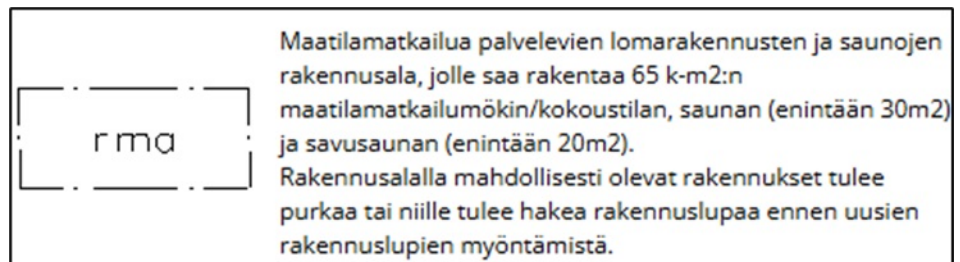 rma
Maatilamatkailua palvelevien lomarakennusten ja saunojen
rakennusala, jolle saa rakentaa 65 k-m2:n
maatilamatkailumökin/kokoustilan, saunan (enintään 30m2)
ja savusaunan (enintään 20m2).
Rakennusalalla mahdollisesti olevat rakennukset tulee
purkaa tai niille tulee hakea rakennuslupaa ennen uusien
rakennuslupien myöntämistä.